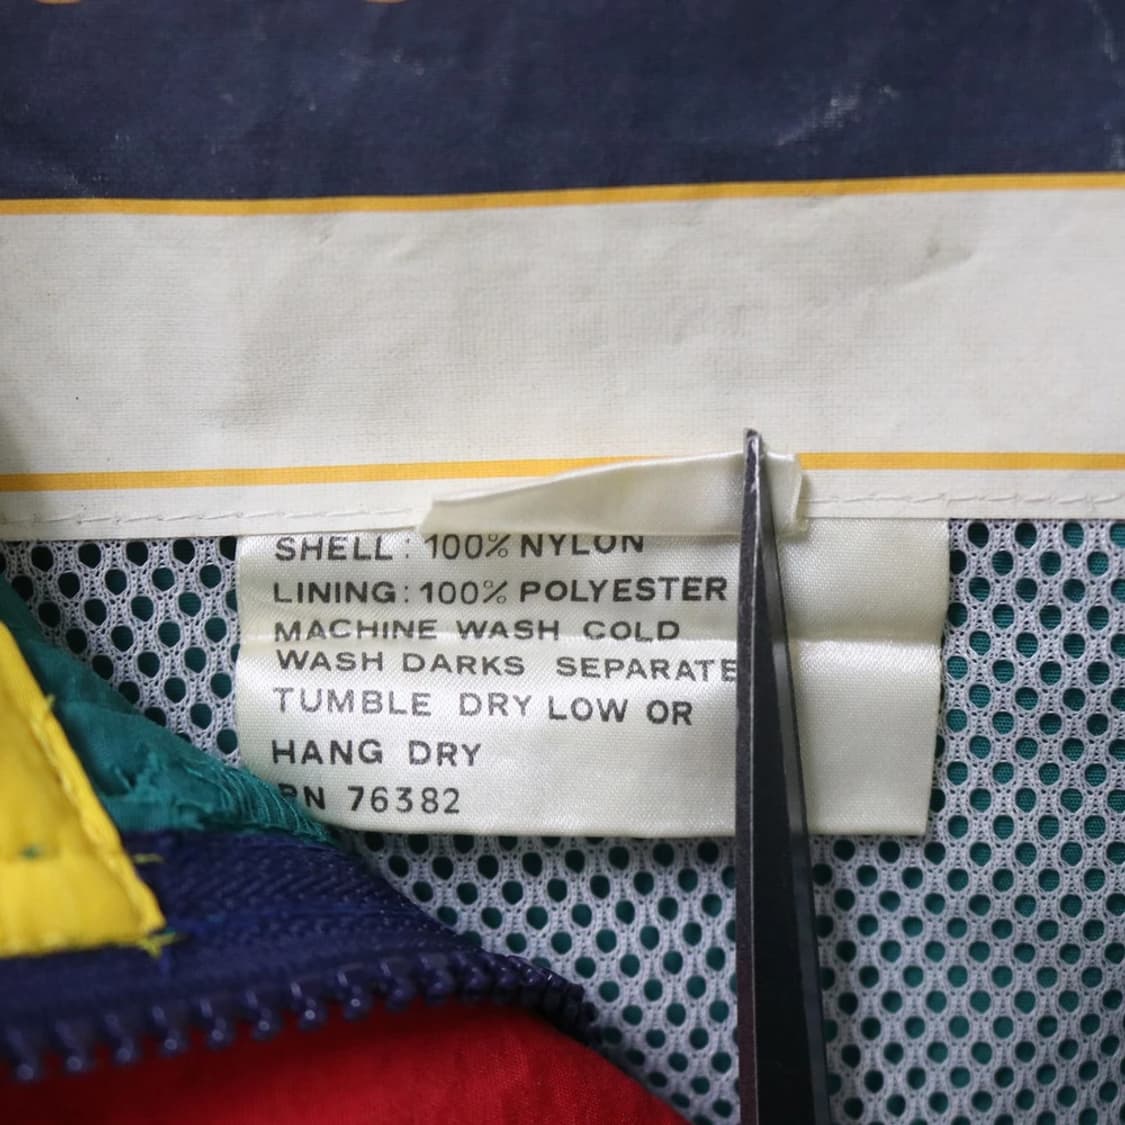 SHELL: 100% NYLON
LINING: 100% POLYESTER
MACHINE WASH COLD
WASH DARKS SEPARATE
TUMBLE DRY LOW OR
HANG DRY
RN 76382